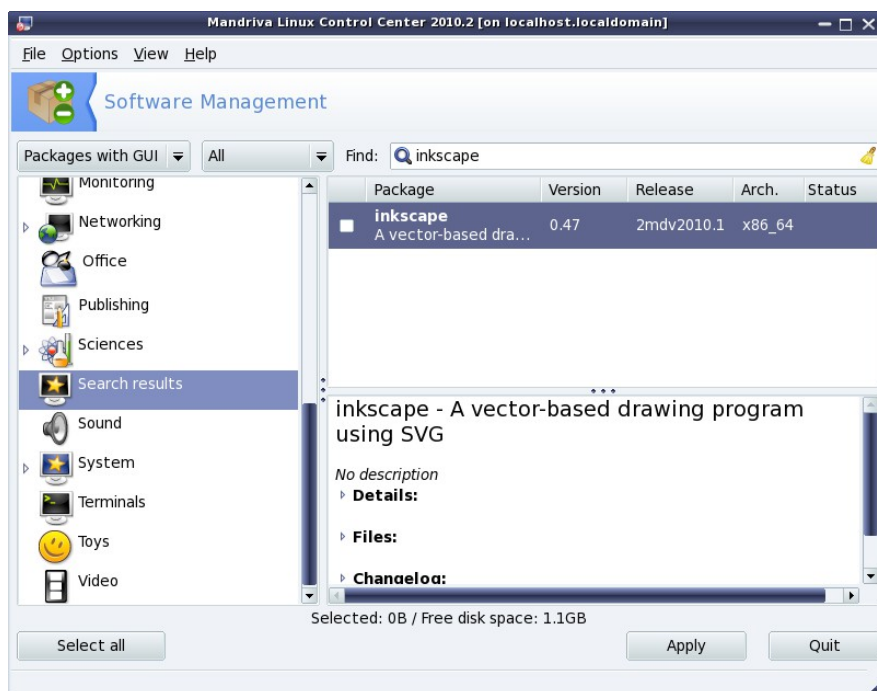 Mandriva Linux Control Center 2010.2 [on localhost.localdomain]
File Options View Help
Software Management
Packages with GUI All Find: inkscape
Monitoring
Networking
Office
Publishing
Sciences
Search results
Sound
System
Terminals
Toys
Video
Package Version Release Arch. Status
inkscape
A vector-based dra... 0.47 2mdv2010.1 x86_64
inkscape - A vector-based drawing program
using SVG
No description
Details:
Files:
Changelog:
Selected: 0B / Free disk space: 1.1GB
Select all Apply Quit